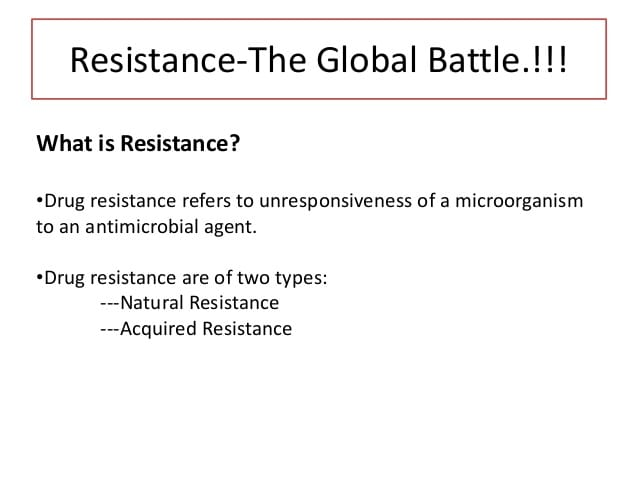 Resistance-The Global Battle.!!!
What is Resistance?
•Drug resistance refers to unresponsiveness of a microorganism
to an antimicrobial agent.
•Drug resistance are of two types:
---Natural Resistance
---Acquired Resistance